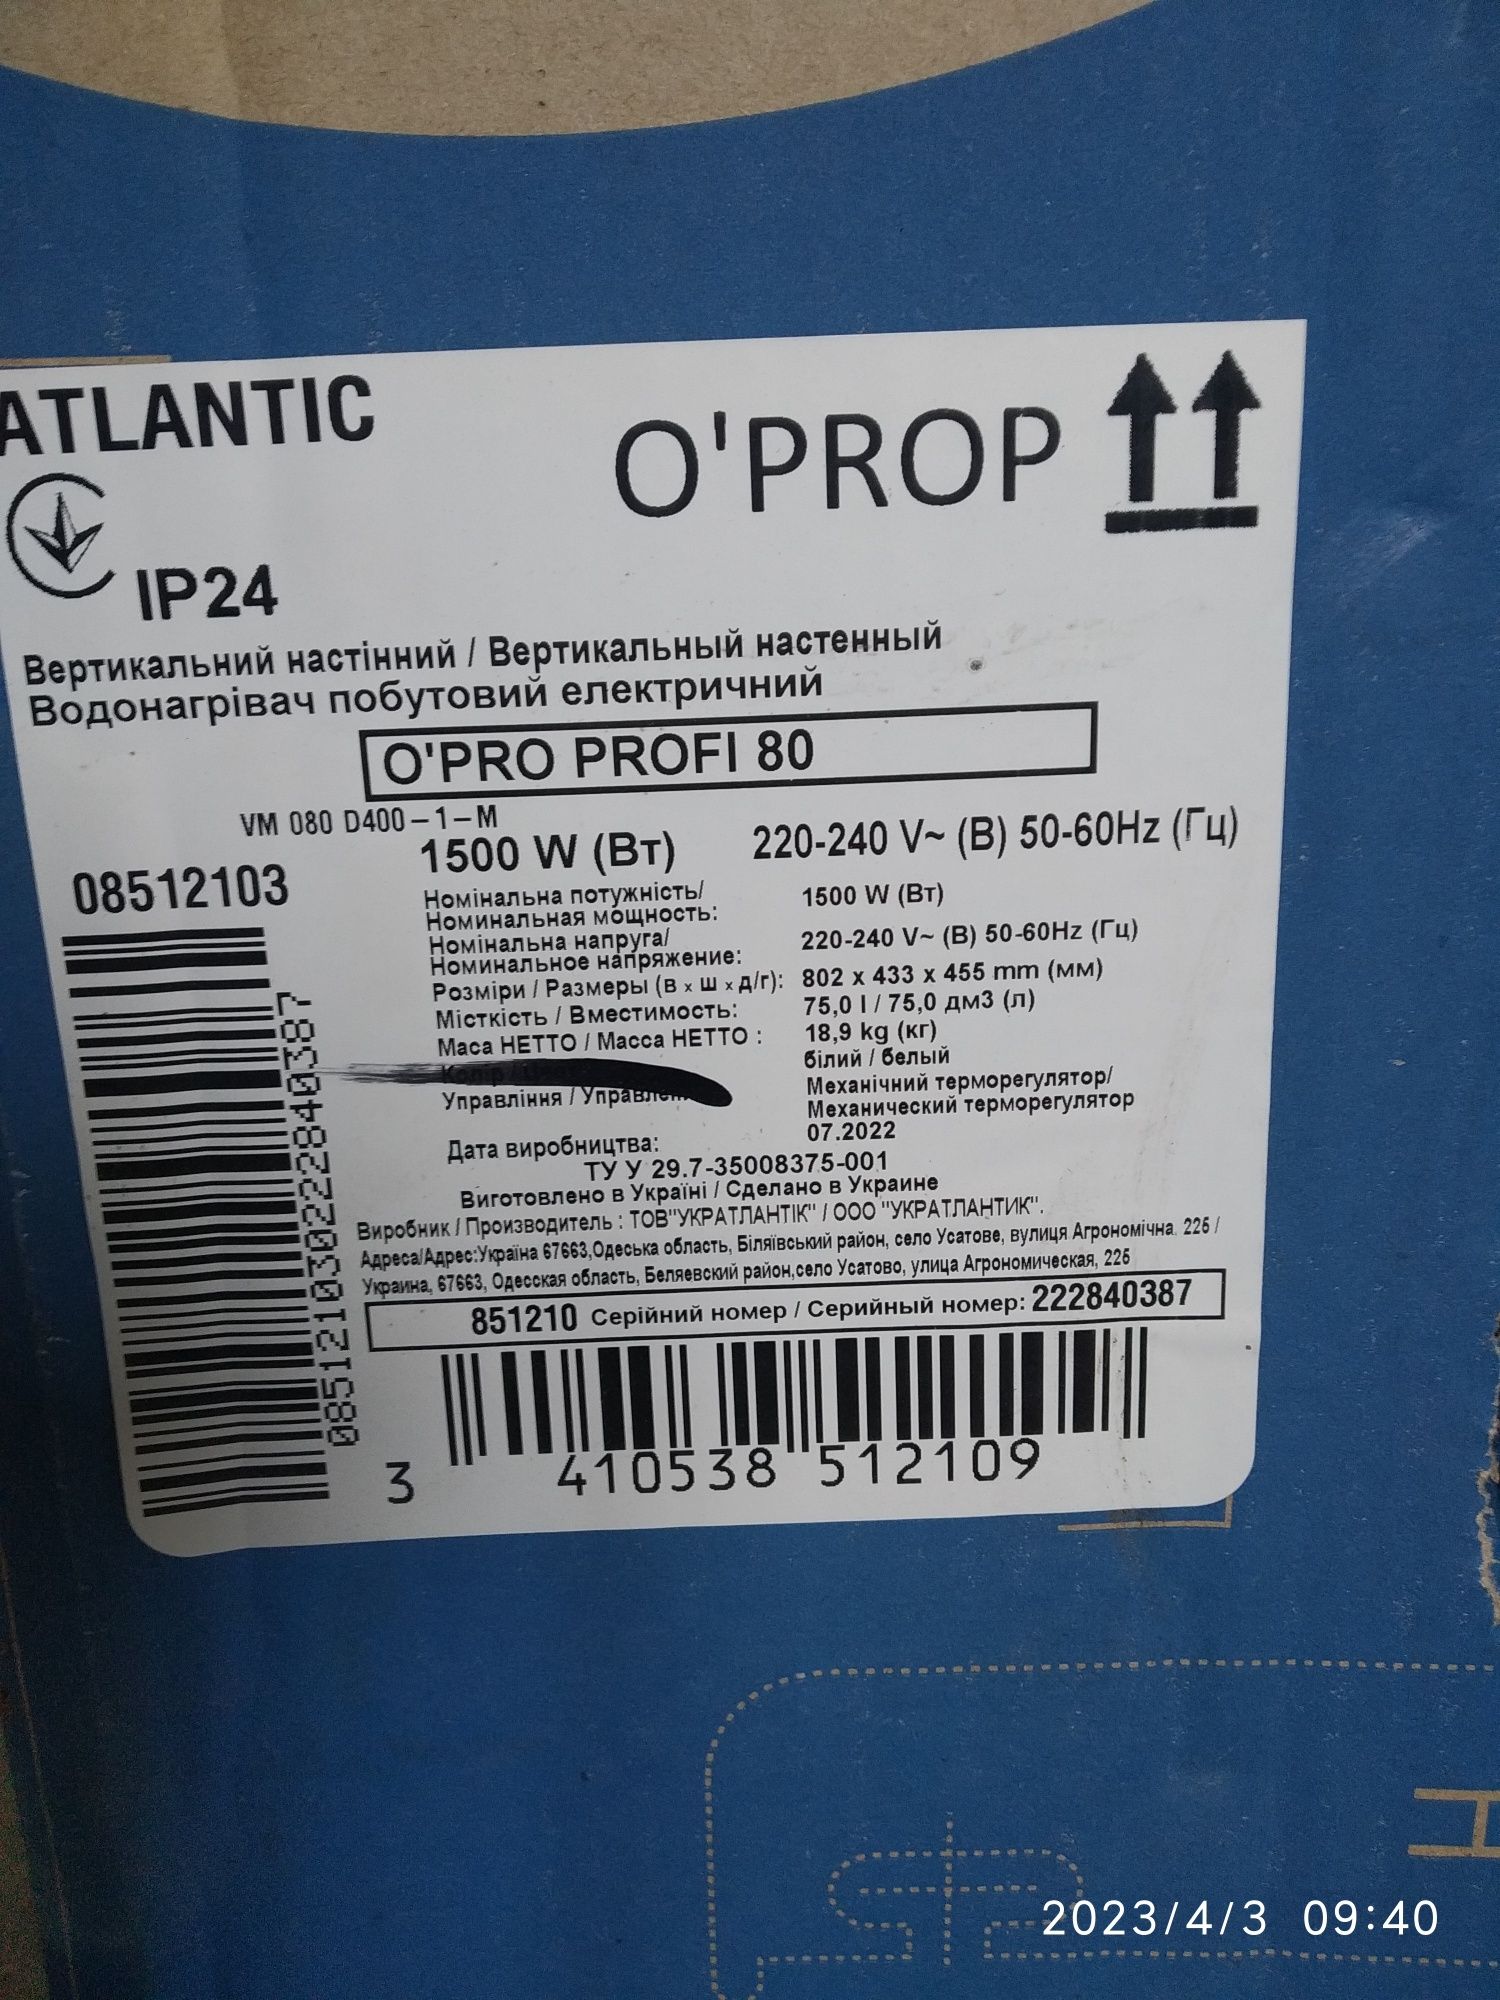 ATLANTIC
O'PROP
IP24
Вертикальний настінний / Вертикальный настенный
Водонагрівач побутовий електричний
O'PRO PROFI 80
VM 080 D400-1-M
1500 W (Вт) 220-240 V~ (В) 50-60Hz (Гц)
08512103
Номінальна потужність/
Номинальная мощность: 1500 W (Вт)
Номінальна напруга/
Номинальное напряжение: 220-240 V~ (В) 50-60Hz (Гц)
Розміри / Размеры (в x ш x д/г): 802 x 433 x 455 mm (мм)
Місткість / Вместимость: 75,0 l / 75,0 дм3 (л)
Маса НЕТТО / Масса НЕТТО : 18,9 kg (кг)
Колір / білий / белый
Управління / Механічний терморегулятор/
Механический терморегулятор
Дата виробництва: 07.2022
ТУ У 29.7-35008375-001
Виготовлено в Україні / Сделано в Украине
Виробник / Производитель : ТОВ"УКРАТЛАНТІК" / ООО "УКРАТЛАНТИК".
Адреса/Адрес:Україна 67663,Одеська область, Біляївський район, село Усатове, вулиця Агрономічна. 22б /
Украина, 67663, Одесская область, Беляевский район,село Усатово, улица Агрономическая, 22б
851210 Серійний номер / Серийный номер: 222840387
085121030222840387
3 410538 512109
H
2023/4/3 09:40